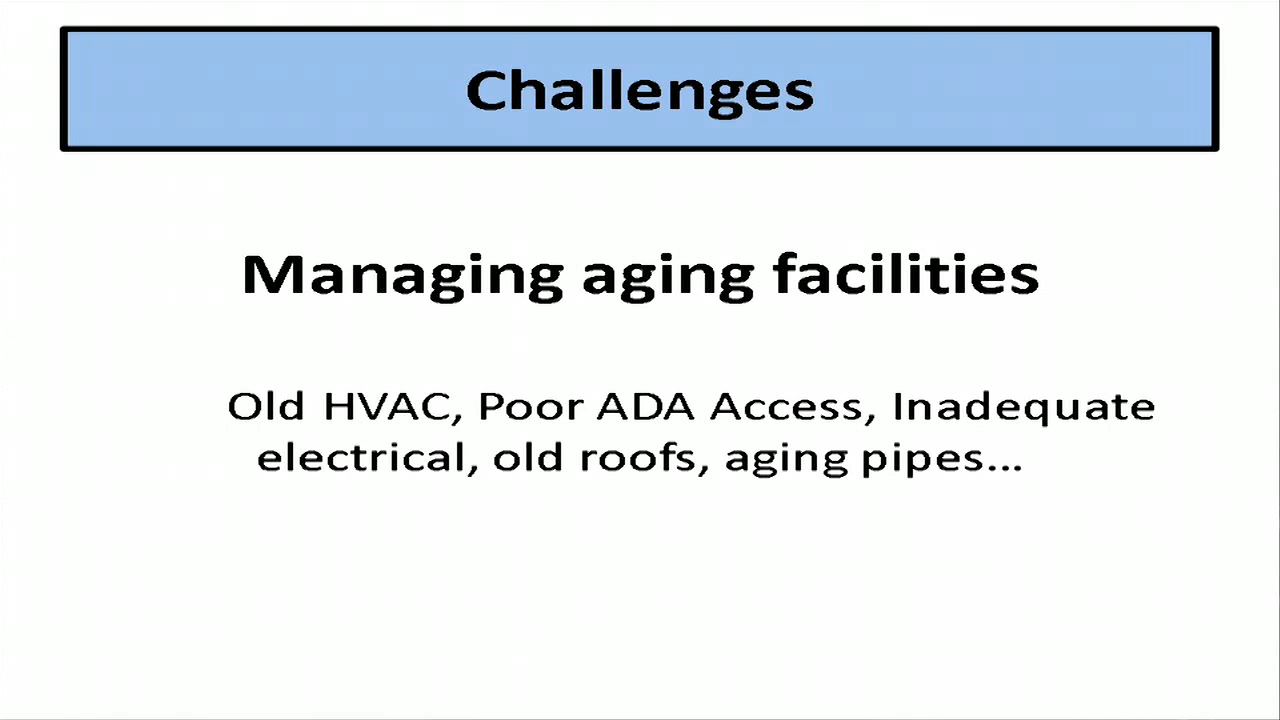 Challenges
Managing aging facilities
Old HVAC, Poor ADA Access, Inadequate
electrical, old roofs, aging pipes...